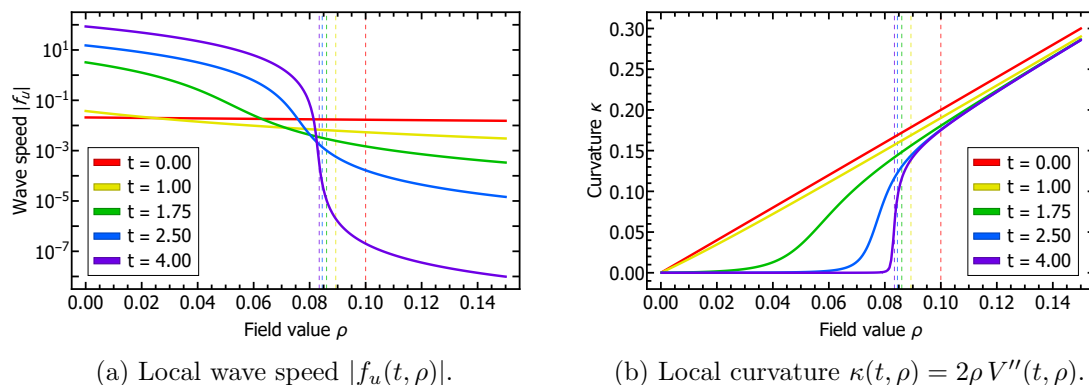 Wave speed |fᵤ|
10¹
10⁻¹
10⁻³
10⁻⁵
10⁻⁷
t = 0.00
t = 1.00
t = 1.75
t = 2.50
t = 4.00
0.00 0.02 0.04 0.06 0.08 0.10 0.12 0.14
Field value ρ
(a) Local wave speed |fᵤ(t, ρ)|.
Curvature κ
0.30
0.25
0.20
0.15
0.10
0.05
0.00
t = 0.00
t = 1.00
t = 1.75
t = 2.50
t = 4.00
0.00 0.02 0.04 0.06 0.08 0.10 0.12 0.14
Field value ρ
(b) Local curvature κ(t, ρ) = 2ρ V′′(t, ρ).